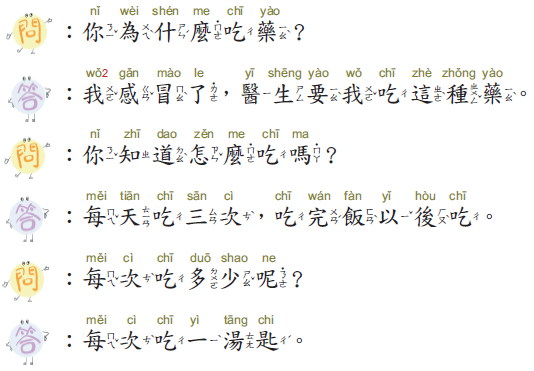 nǐ wèi shén me chī yào
問：你為什麼吃藥？
wǒ2 gǎn mào le yī shēng yào wǒ chī zhè zhǒng yào
答：我感冒了，醫生要我吃這種藥。
nǐ zhī dao zěn me chī ma
問：你知道怎麼吃嗎？
měi tiān chī sān cì chī wán fàn yǐ hòu chī
答：每天吃三次，吃完飯以後吃。
měi cì chī duō shao ne
問：每次吃多少呢？
měi cì chī yì tāng chi
答：每次吃一湯匙。